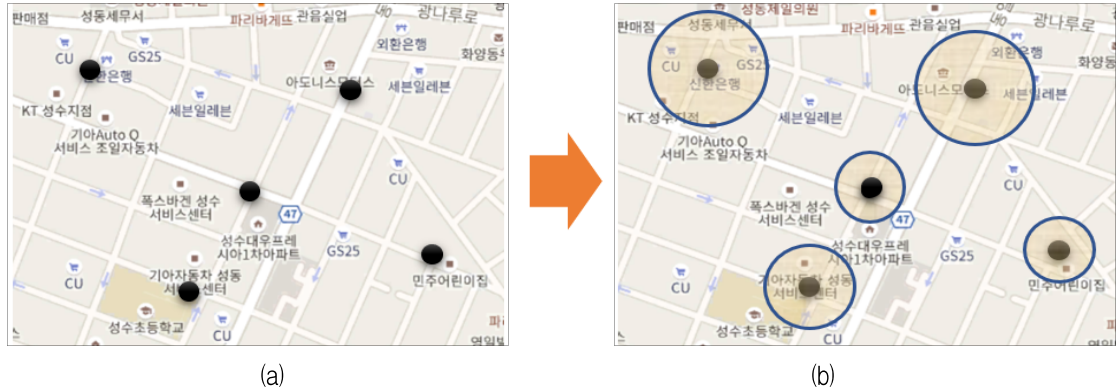 판매점
성동세무서
파리바게뜨
관음실업
광나루로
CU
GS25
외환은행
화양동
신한은행
아도니스모터스
세븐일레븐
KT 성수지점
세븐일레븐
기아Auto Q
서비스 조일자동차
CU
폭스바겐 성수
서비스센터
47
성수대우프레
시아1차아파트
GS25
CU
기아자동차 성동
서비스센터
민주어린이집
성수초등학교
CU
(a)
판매점
성동제일의원
성동세무서
파리바게뜨
관음실업
광나루로
CU
GS25
외환은행
화양동
신한은행
아도니스모
세븐일레븐
KT 성수지
세븐일레븐
기아Auto Q
서비스 조일자동차
CU
폭스바겐 성수
서비스센터
47
성수대우프레
시아1차아파트
GS25
CU
기아자동차 성동
서비스센터
민주어린이집
성수초등학교
CU
(b)